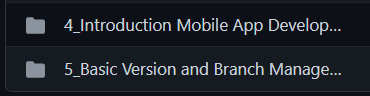 4_Introduction Mobile App Develop...
5_Basic Version and Branch Manage...